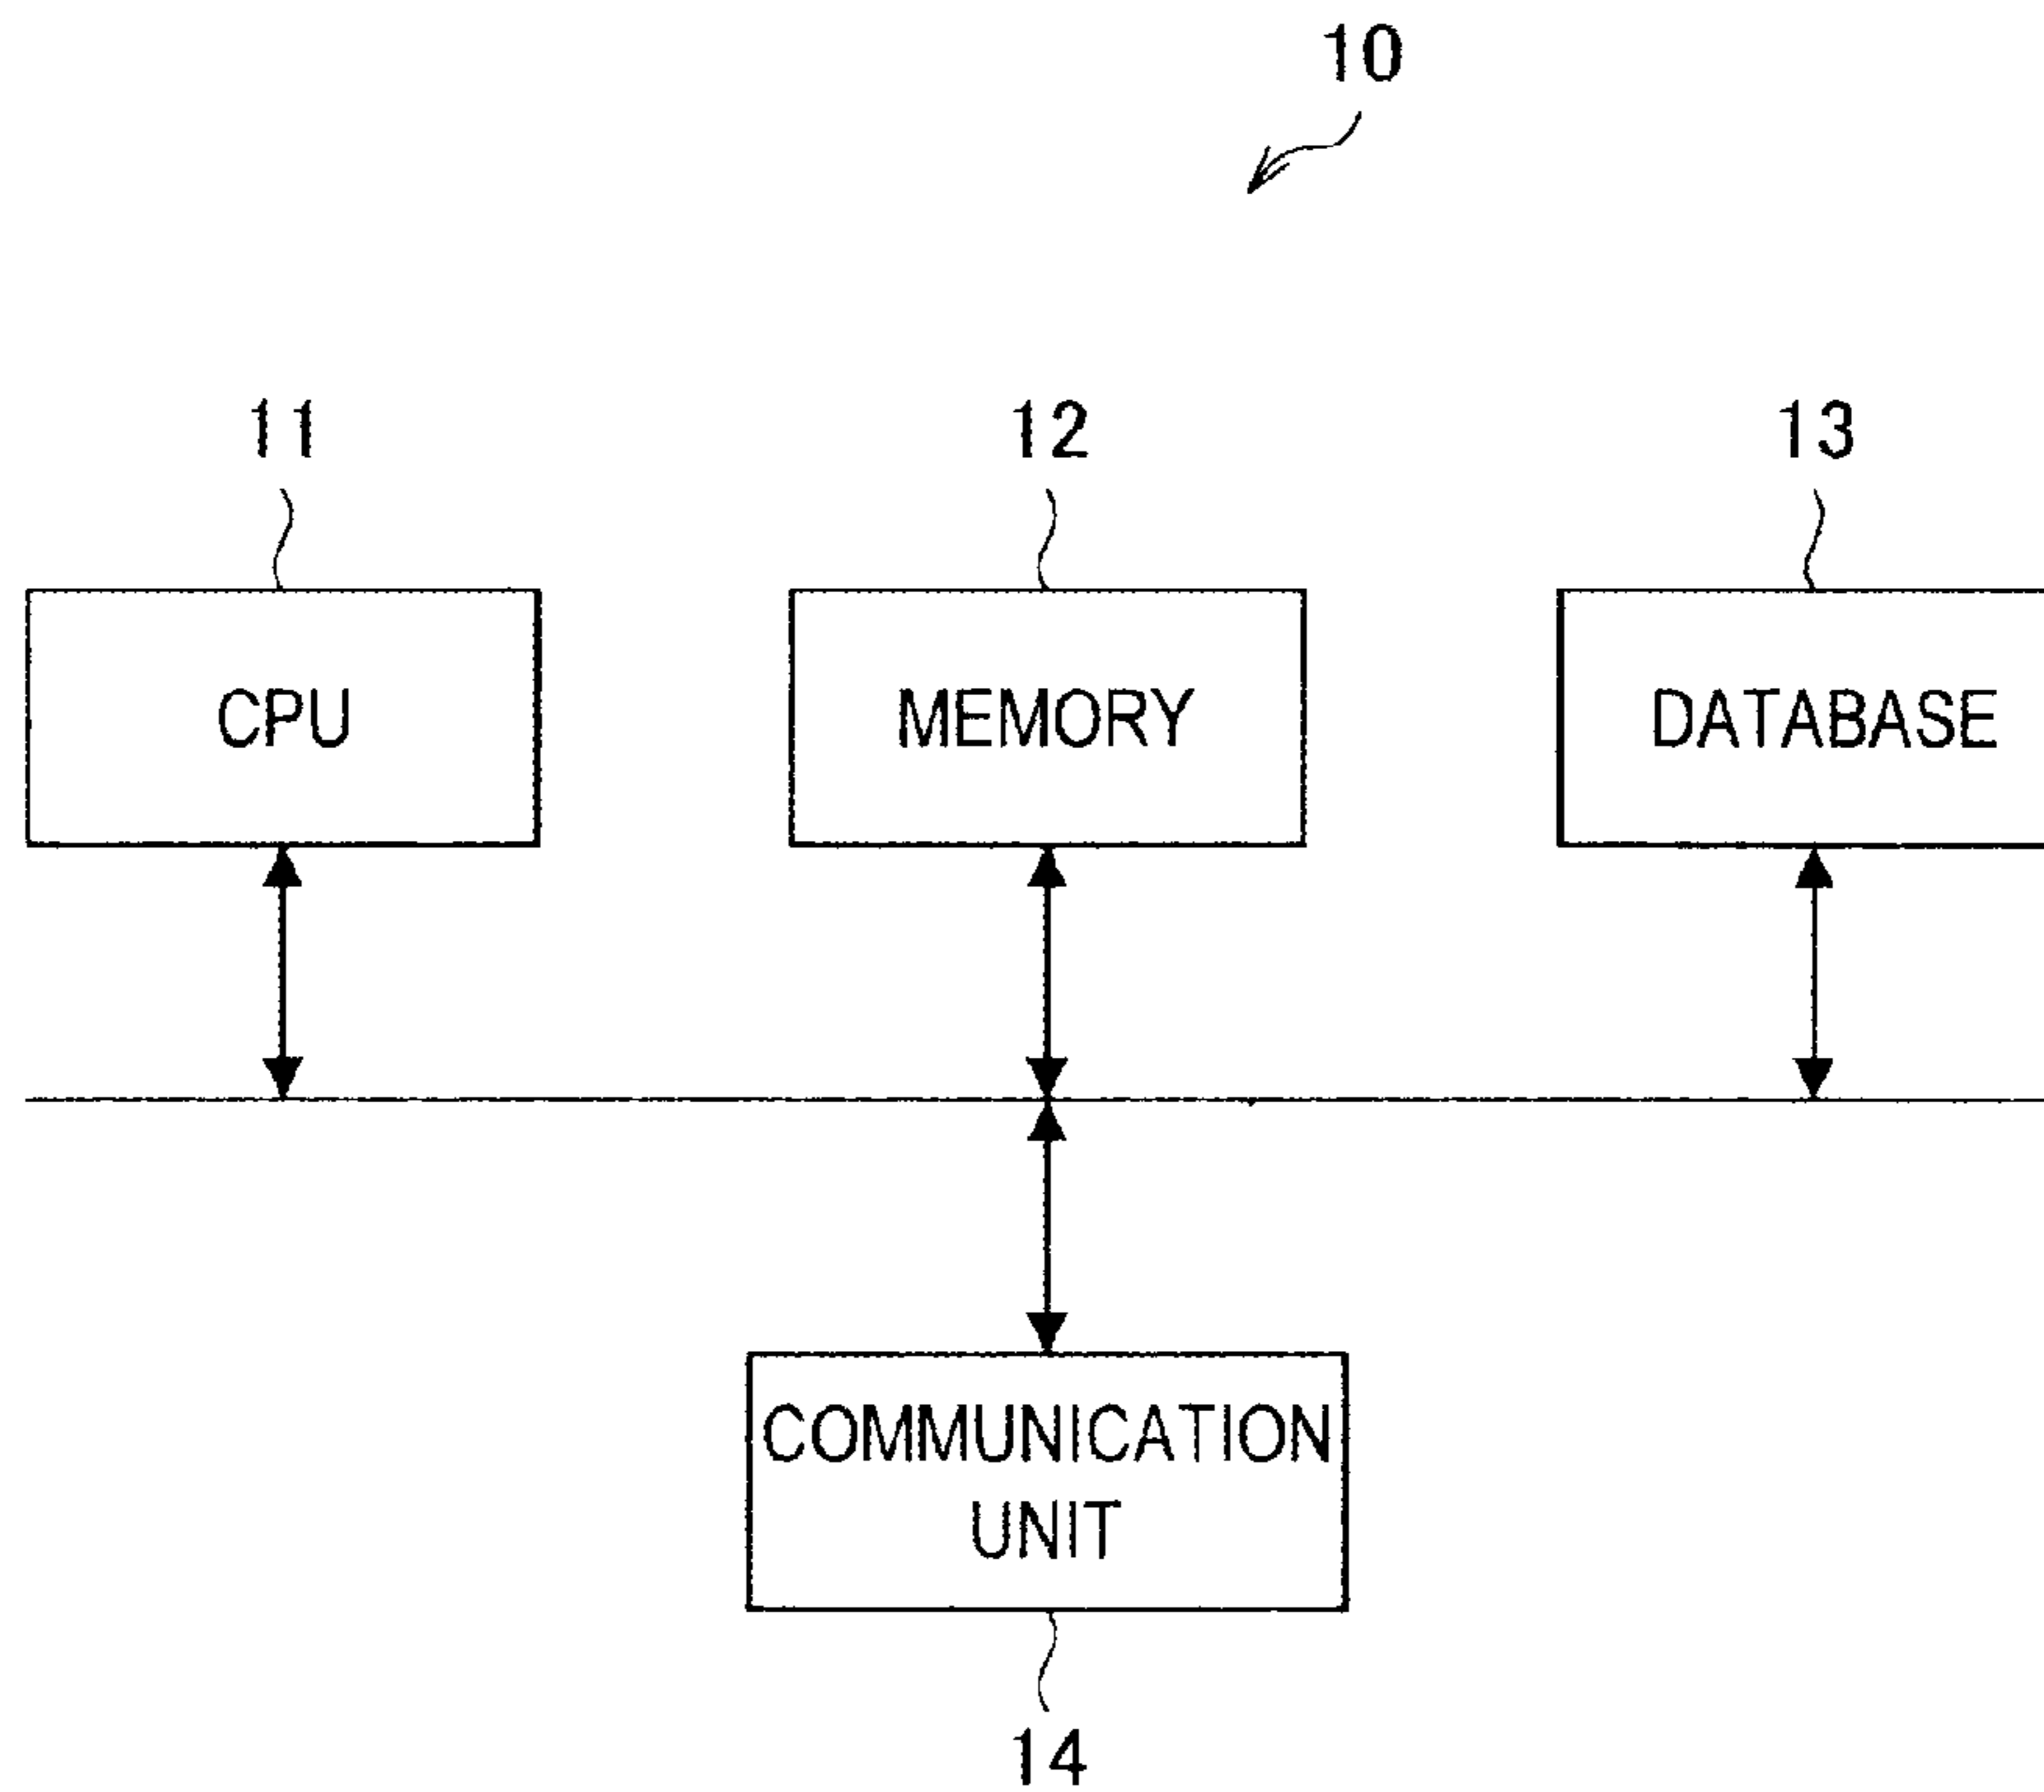 10
11
12
13
CPU
MEMORY
DATABASE
COMMUNICATION
UNIT
14